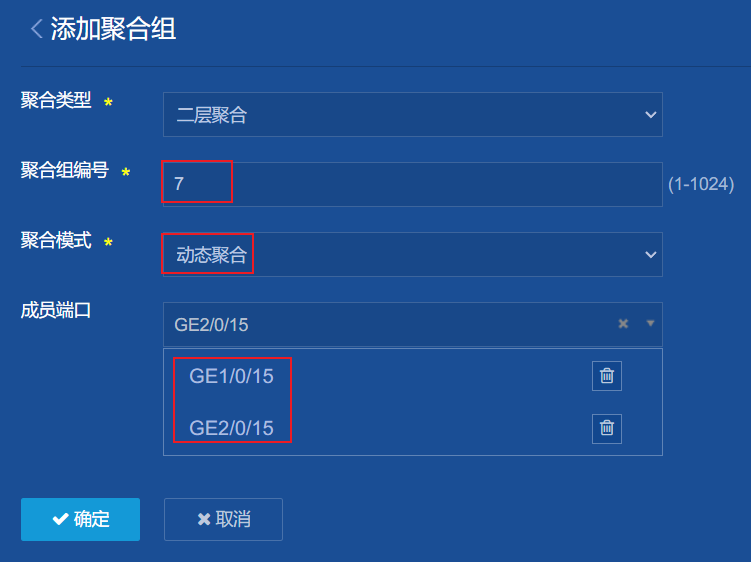 添加聚合组
聚合类型 *
二层聚合
聚合组编号 *
7
(1-1024)
聚合模式 *
动态聚合
成员端口
GE2/0/15
GE1/0/15
GE2/0/15
确定
取消